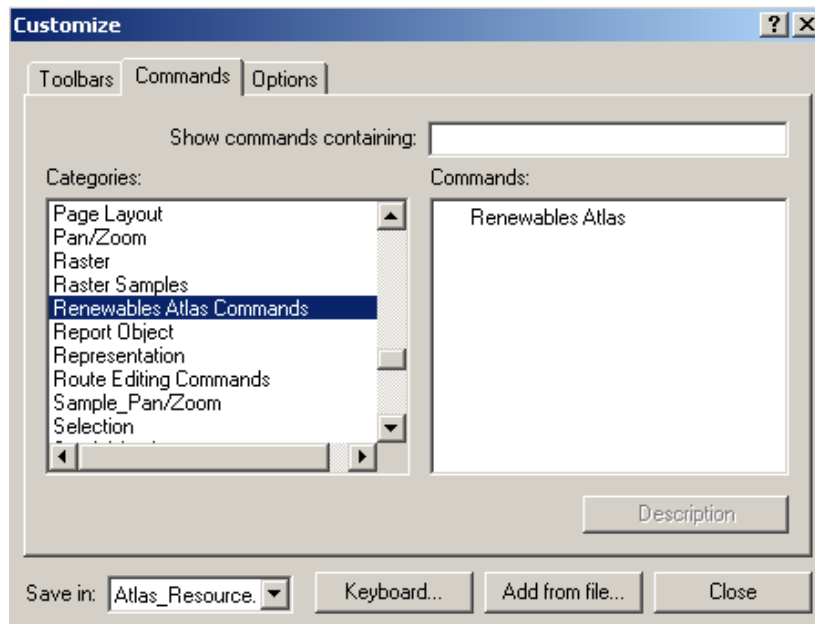 Customize
Toolbars Commands Options
Show commands containing:
Categories:
Commands:
Page Layout
Pan/Zoom
Raster
Raster Samples
Renewables Atlas Commands
Report Object
Representation
Route Editing Commands
Sample_Pan/Zoom
Selection
Renewables Atlas
Description
Save in: Atlas_Resource. Keyboard... Add from file... Close